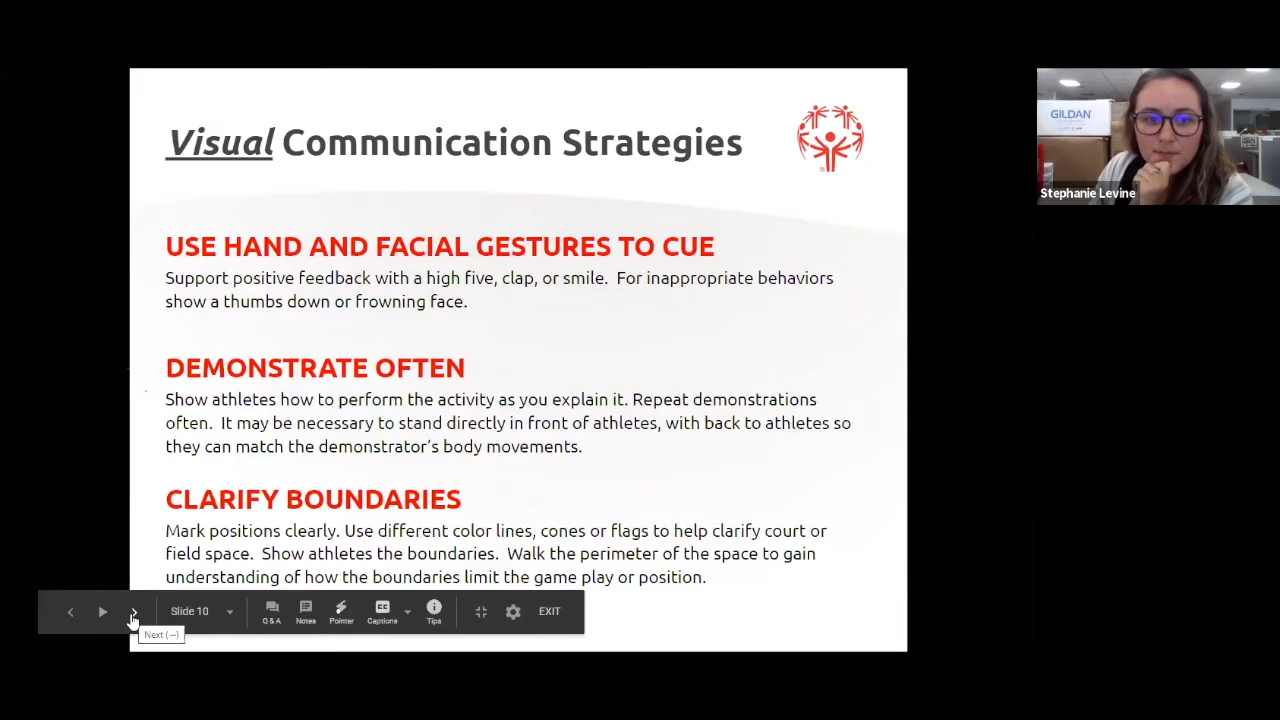 Visual Communication Strategies
GILDAN
Stephanie Levine
USE HAND AND FACIAL GESTURES TO CUE
Support positive feedback with a high five, clap, or smile.  For inappropriate behaviors
show a thumbs down or frowning face.
DEMONSTRATE OFTEN
Show athletes how to perform the activity as you explain it. Repeat demonstrations
often.  It may be necessary to stand directly in front of athletes, with back to athletes so
they can match the demonstrator’s body movements.
CLARIFY BOUNDARIES
Mark positions clearly. Use different color lines, cones or flags to help clarify court or
field space.  Show athletes the boundaries.  Walk the perimeter of the space to gain
understanding of how the boundaries limit the game play or position.
Slide 10
Q & A
Notes
Pointer
CC
Captions
Tips
EXIT
Next (→)